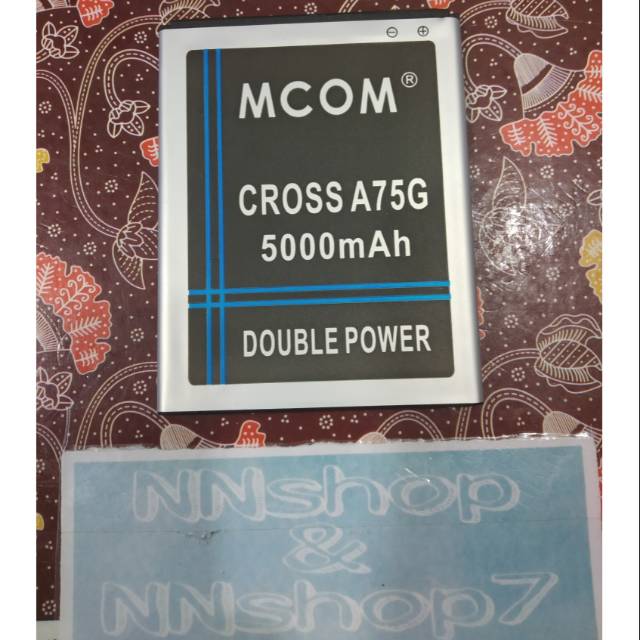 ⊖ ⊕
MCOM®
CROSS A75G
5000mAh
DOUBLE POWER
NNshop
&
NNshop7